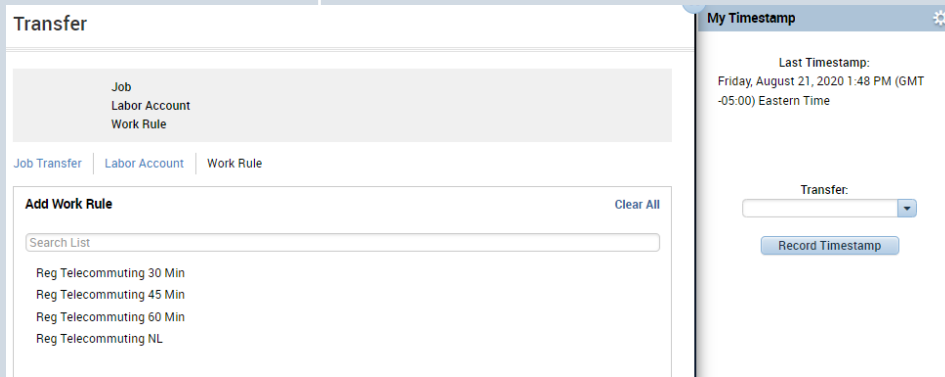 Transfer
Job
Labor Account
Work Rule
Job Transfer Labor Account Work Rule
Add Work Rule Clear All
Search List
Reg Telecommuting 30 Min
Reg Telecommuting 45 Min
Reg Telecommuting 60 Min
Reg Telecommuting NL
My Timestamp
Last Timestamp:
Friday, August 21, 2020 1:48 PM (GMT
-05:00) Eastern Time
Transfer:
Record Timestamp